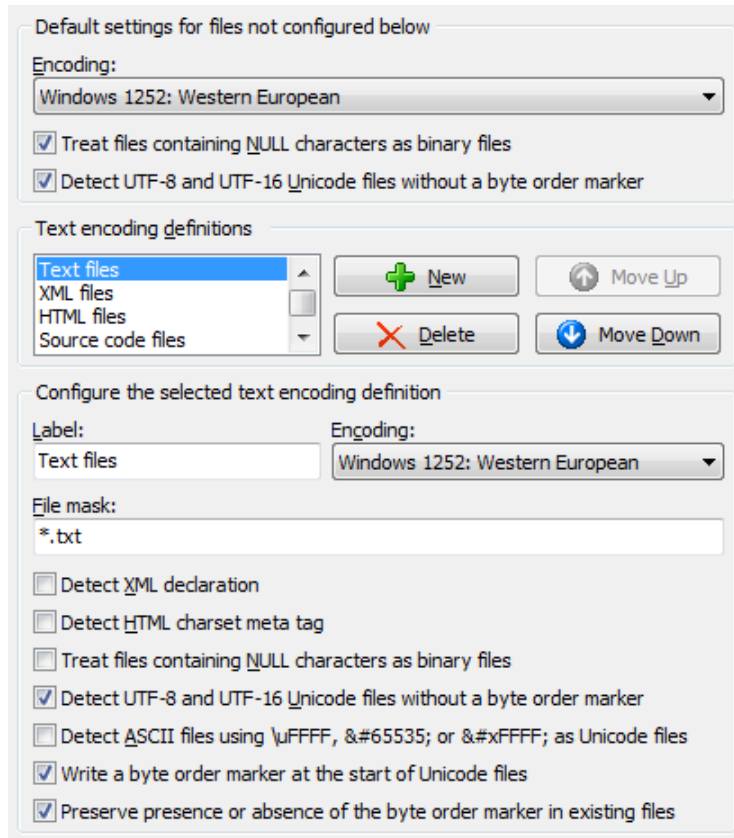 Default settings for files not configured below
Encoding:
Windows 1252: Western European
Treat files containing NULL characters as binary files
Detect UTF-8 and UTF-16 Unicode files without a byte order marker
Text encoding definitions
Text files
XML files
HTML files
Source code files
New
Move Up
Delete
Move Down
Configure the selected text encoding definition
Label:
Encoding:
Text files
Windows 1252: Western European
File mask:
*.txt
Detect XML declaration
Detect HTML charset meta tag
Treat files containing NULL characters as binary files
Detect UTF-8 and UTF-16 Unicode files without a byte order marker
Detect ASCII files using \uFFFF, &#65535; or &#xFFFF; as Unicode files
Write a byte order marker at the start of Unicode files
Preserve presence or absence of the byte order marker in existing files